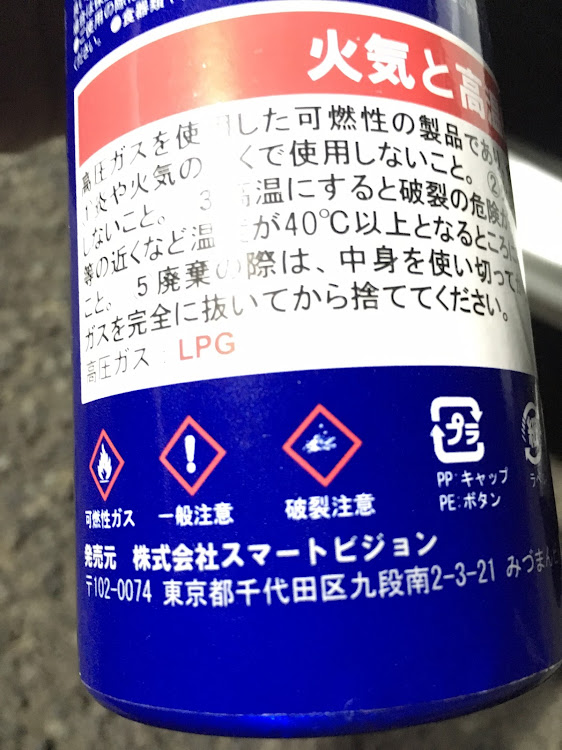 火気と高
高圧ガスを使用した可燃性の製品であり
炎や火気の くで使用しないこと。②
しないこと。 3 高温にすると破裂の危険が
等の近くなど温 が40℃以上となるところに
こと。 5 廃棄の際は、中身を使い切って
ガスを完全に抜いてから捨ててください。
高圧ガス : LPG
プラ
PP:キャップ
PE:ボタン
ラベ
可燃性ガス 一般注意 破裂注意
発売元 株式会社スマートビジョン
〒102-0074 東京都千代田区九段南2-3-21 みづまん